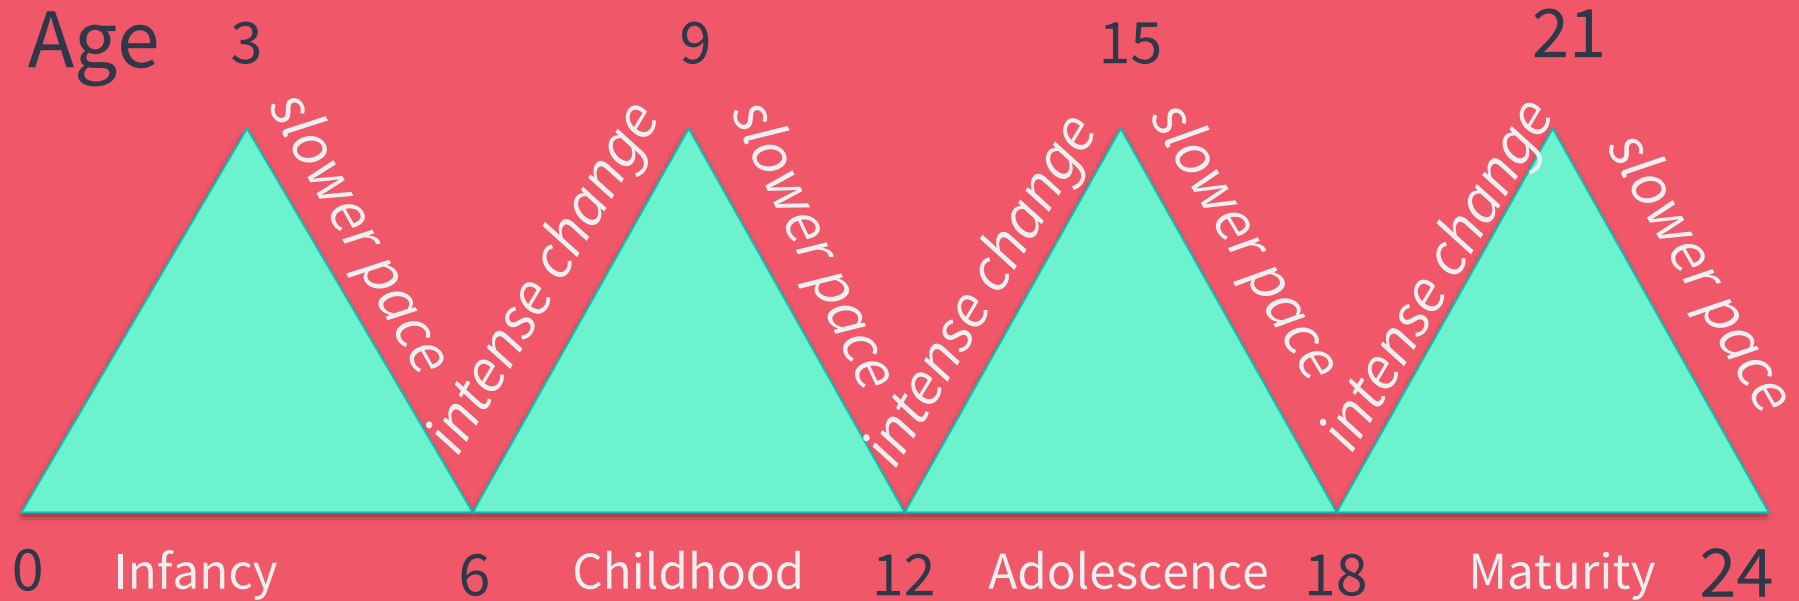 Age 3 9 15 21
slower pace
intense change
slower pace
intense change
slower pace
intense change
slower pace
0 Infancy 6 Childhood 12 Adolescence 18 Maturity 24